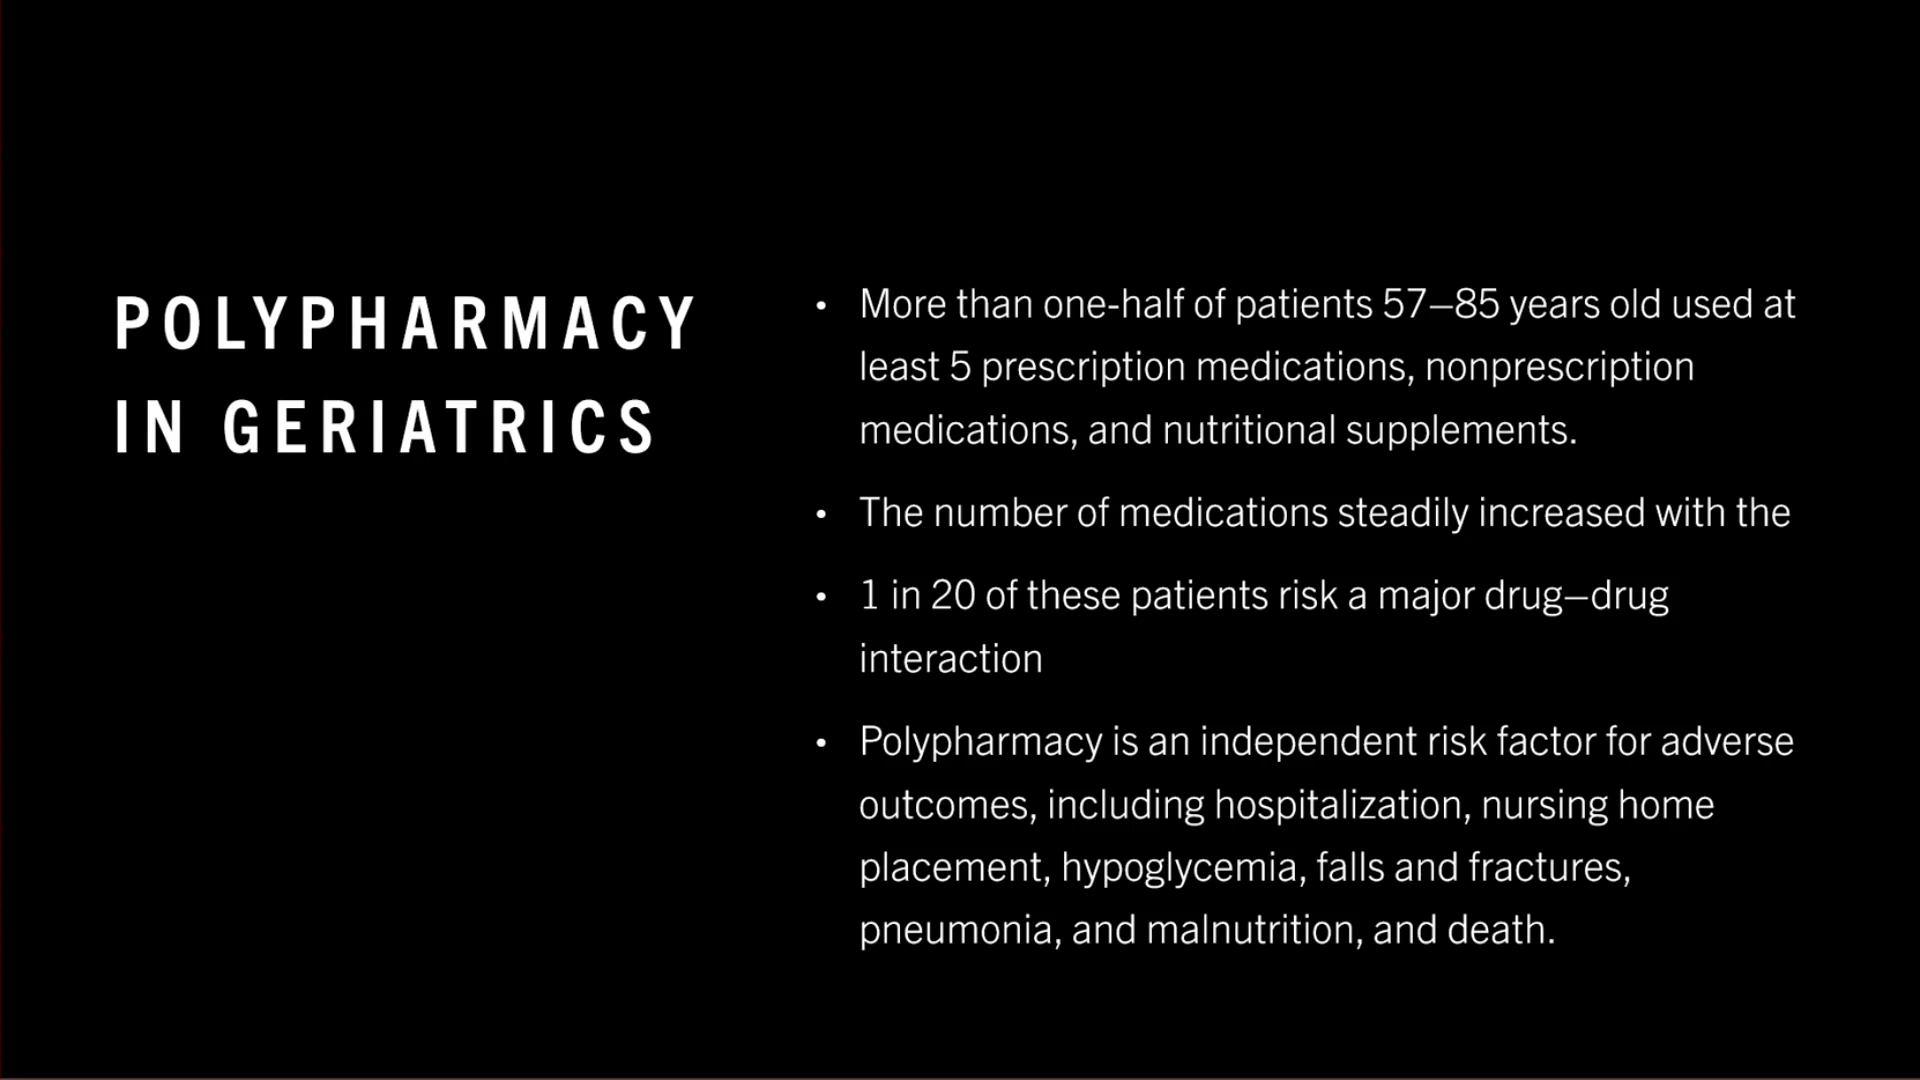 POLYPHARMACY
IN GERIATRICS
• More than one-half of patients 57–85 years old used at
least 5 prescription medications, nonprescription
medications, and nutritional supplements.
• The number of medications steadily increased with the
• 1 in 20 of these patients risk a major drug–drug
interaction
• Polypharmacy is an independent risk factor for adverse
outcomes, including hospitalization, nursing home
placement, hypoglycemia, falls and fractures,
pneumonia, and malnutrition, and death.